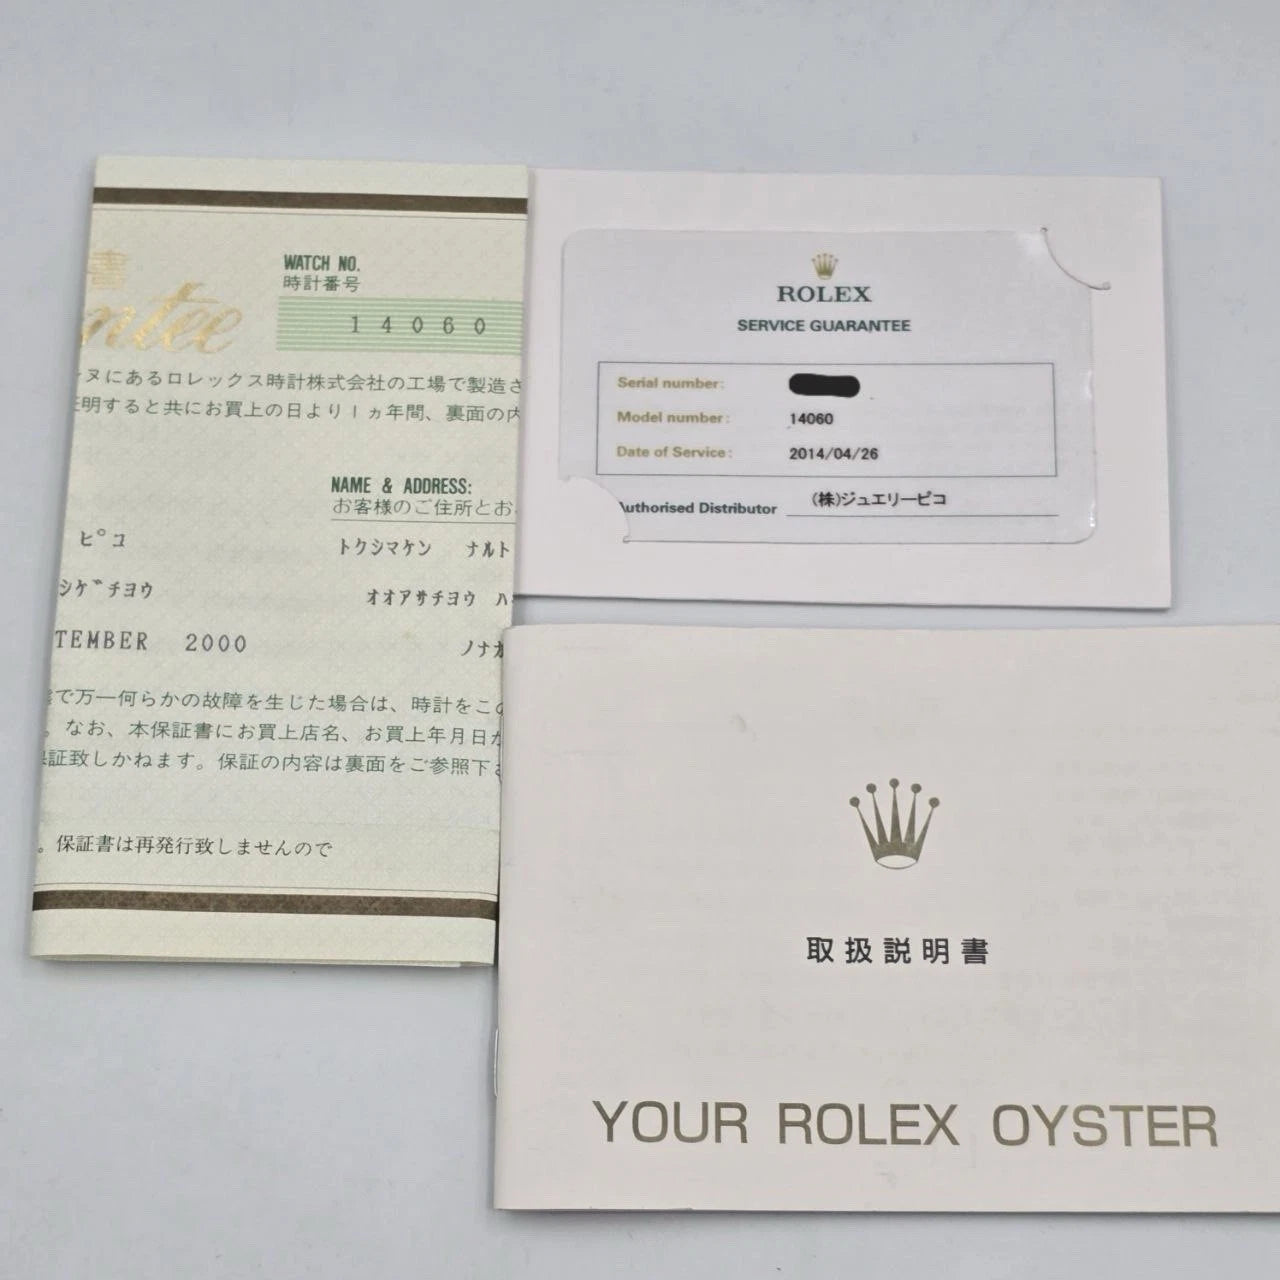 書
ntee
WATCH NO.
時計番号
14060
ヌにあるロレックス時計株式会社の工場で製造さ
証明すると共にお買上の日より1ヵ年間、裏面の内
NAME & ADDRESS:
お客様のご住所とお
ピコ
トクシマケン ナルト
シゲチヨウ
オオアサチヨウ ハ
TEMBER 2000
ノナカ
で万一何らかの故障を生じた場合は、時計をこの
。なお、本保証書にお買上店名、お買上年月日が
保証致しかねます。保証の内容は裏面をご参照下さ
。保証書は再発行致しませんので
ROLEX
SERVICE GUARANTEE
Serial number:
Model number: 14060
Date of Service: 2014/04/26
Authorised Distributor (株)ジュエリーピコ
取扱説明書
YOUR ROLEX OYSTER